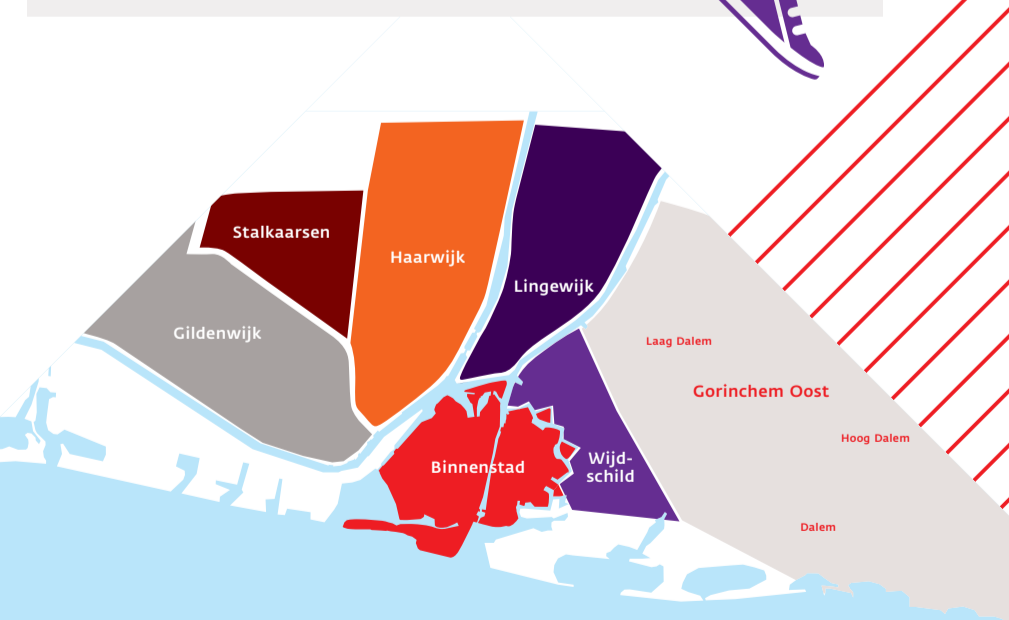 Stalkaarsen
Haarwijk
Lingewijk
Gildenwijk
Laag Dalem
Gorinchem Oost
Hoog Dalem
Binnenstad
Wijd-
schild
Dalem